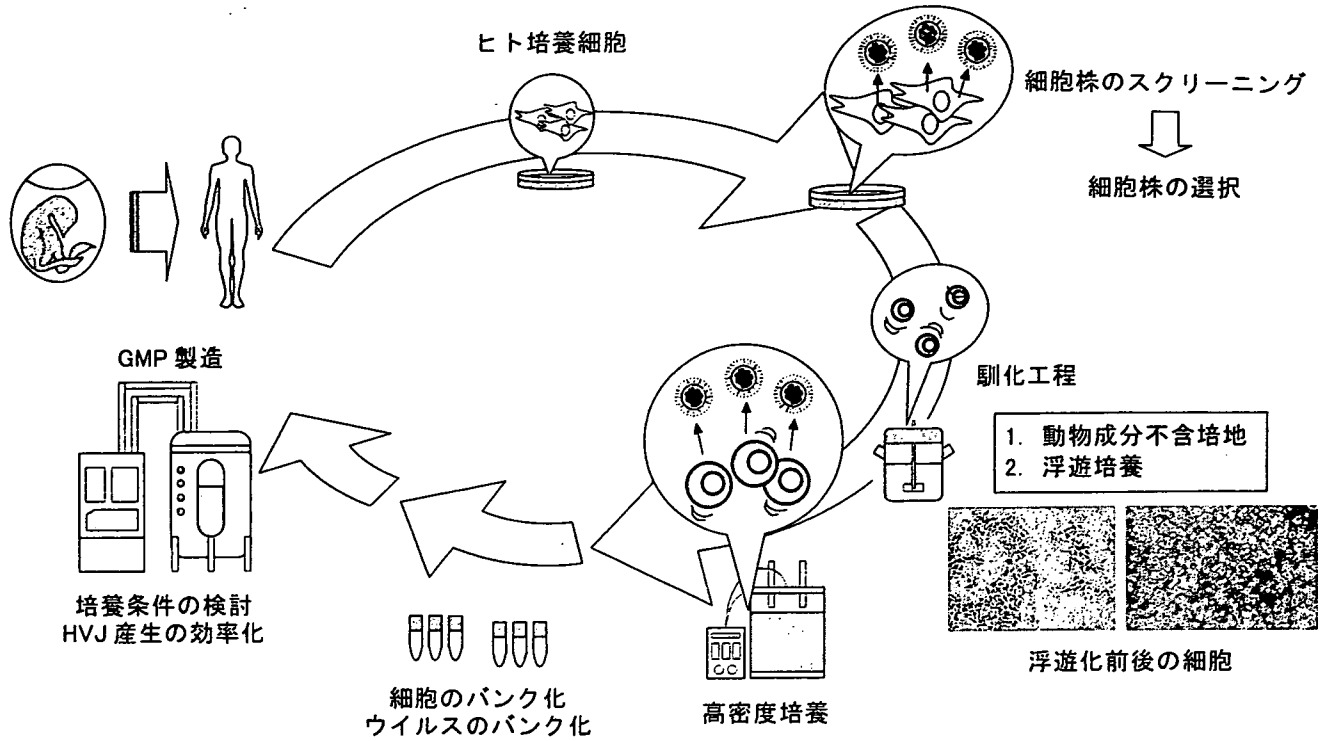 ヒト培養細胞
細胞株のスクリーニング
細胞株の選択
馴化工程
1. 動物成分不含培地
2. 浮遊培養
浮遊化前後の細胞
高密度培養
細胞のバンク化
ウイルスのバンク化
GMP 製造
培養条件の検討
HVJ 産生の効率化